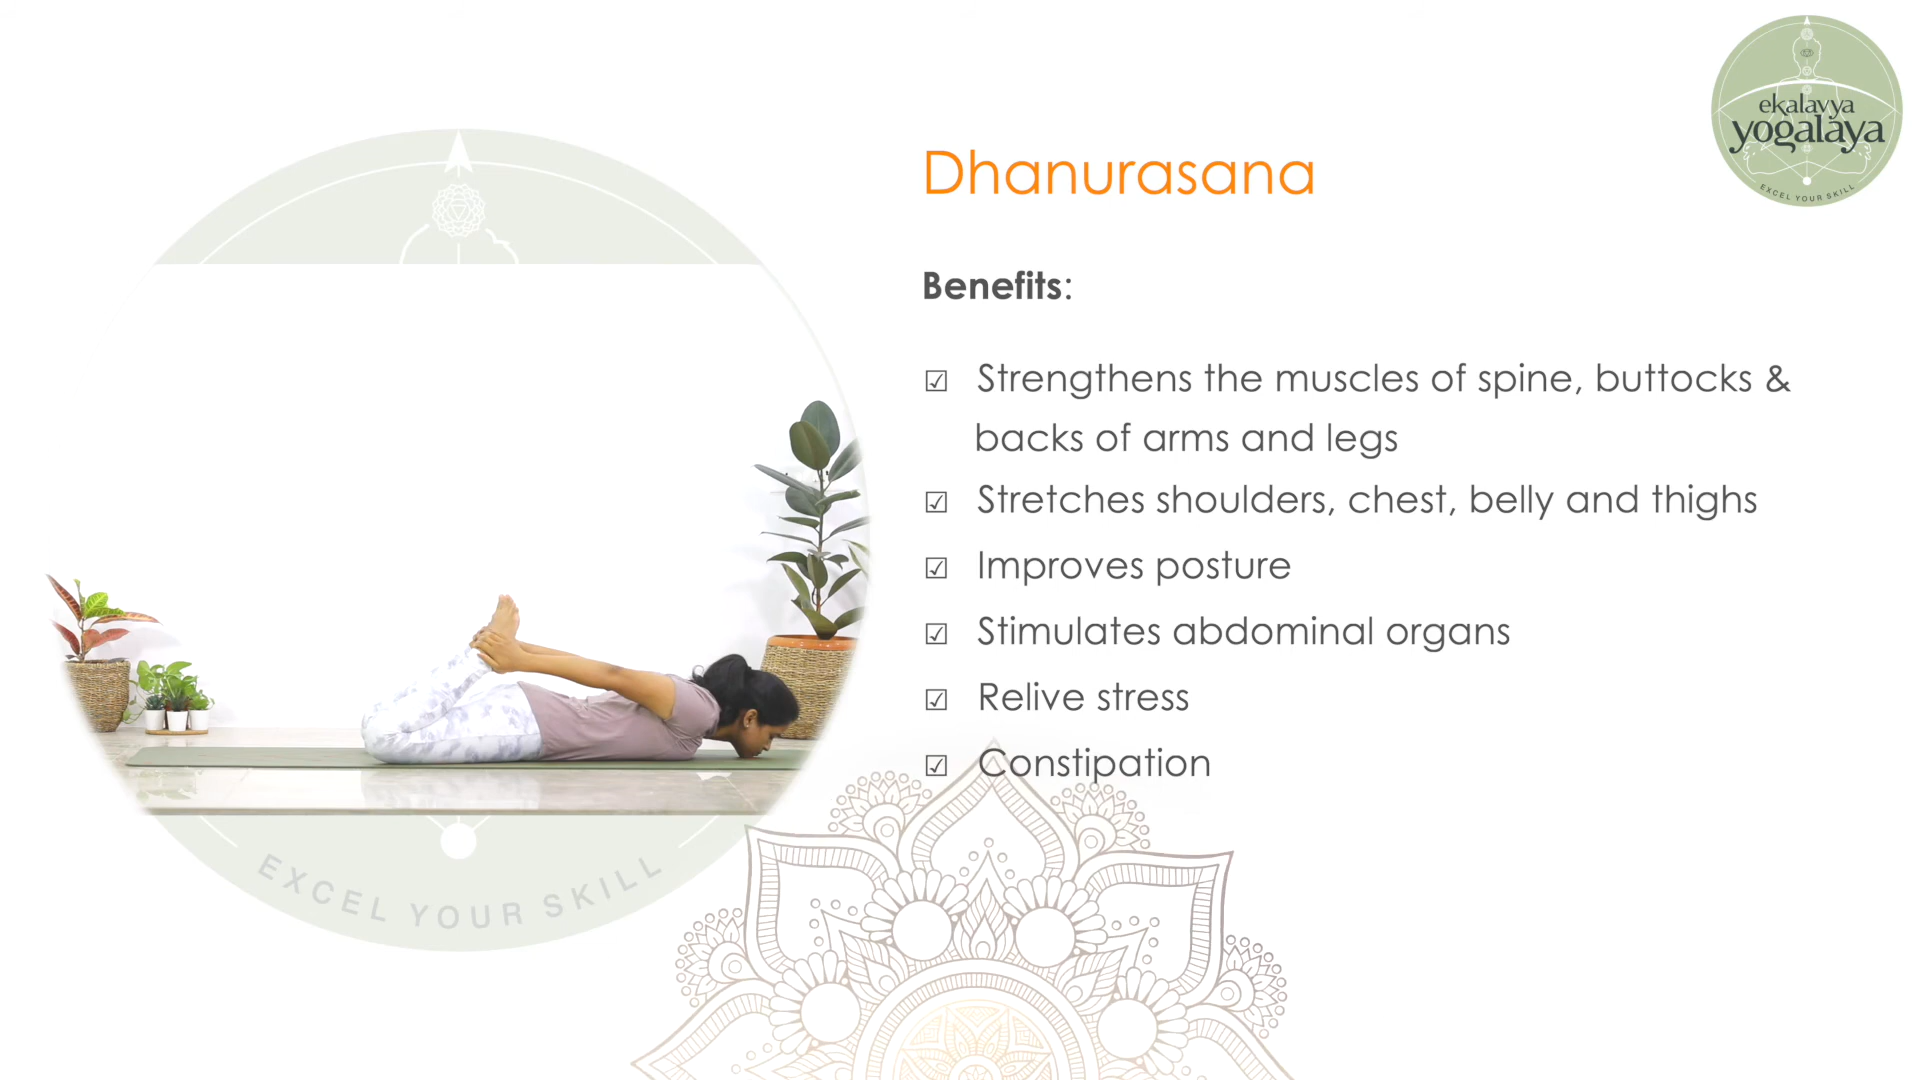 ekalavya
yogalaya
EXCEL YOUR SKILL
Dhanurasana
Benefits:
☑ Strengthens the muscles of spine, buttocks &
backs of arms and legs
☑ Stretches shoulders, chest, belly and thighs
☑ Improves posture
☑ Stimulates abdominal organs
☑ Relive stress
☑ Constipation
EXCEL YOUR SKILL